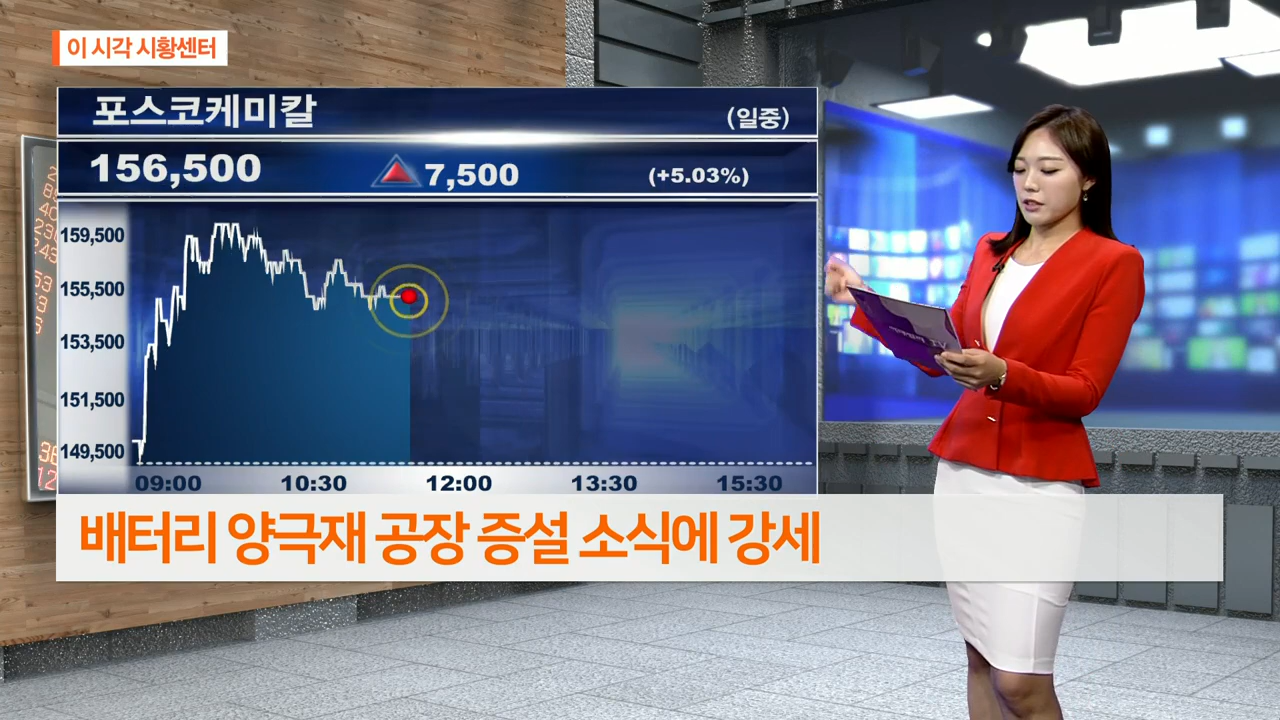 이 시각 시황센터
포스코케미칼 (일중)
156,500 7,500 (+5.03%)
159,500
155,500
153,500
151,500
149,500
09:00 10:30 12:00 13:30 15:30
배터리 양극재 공장 증설 소식에 강세